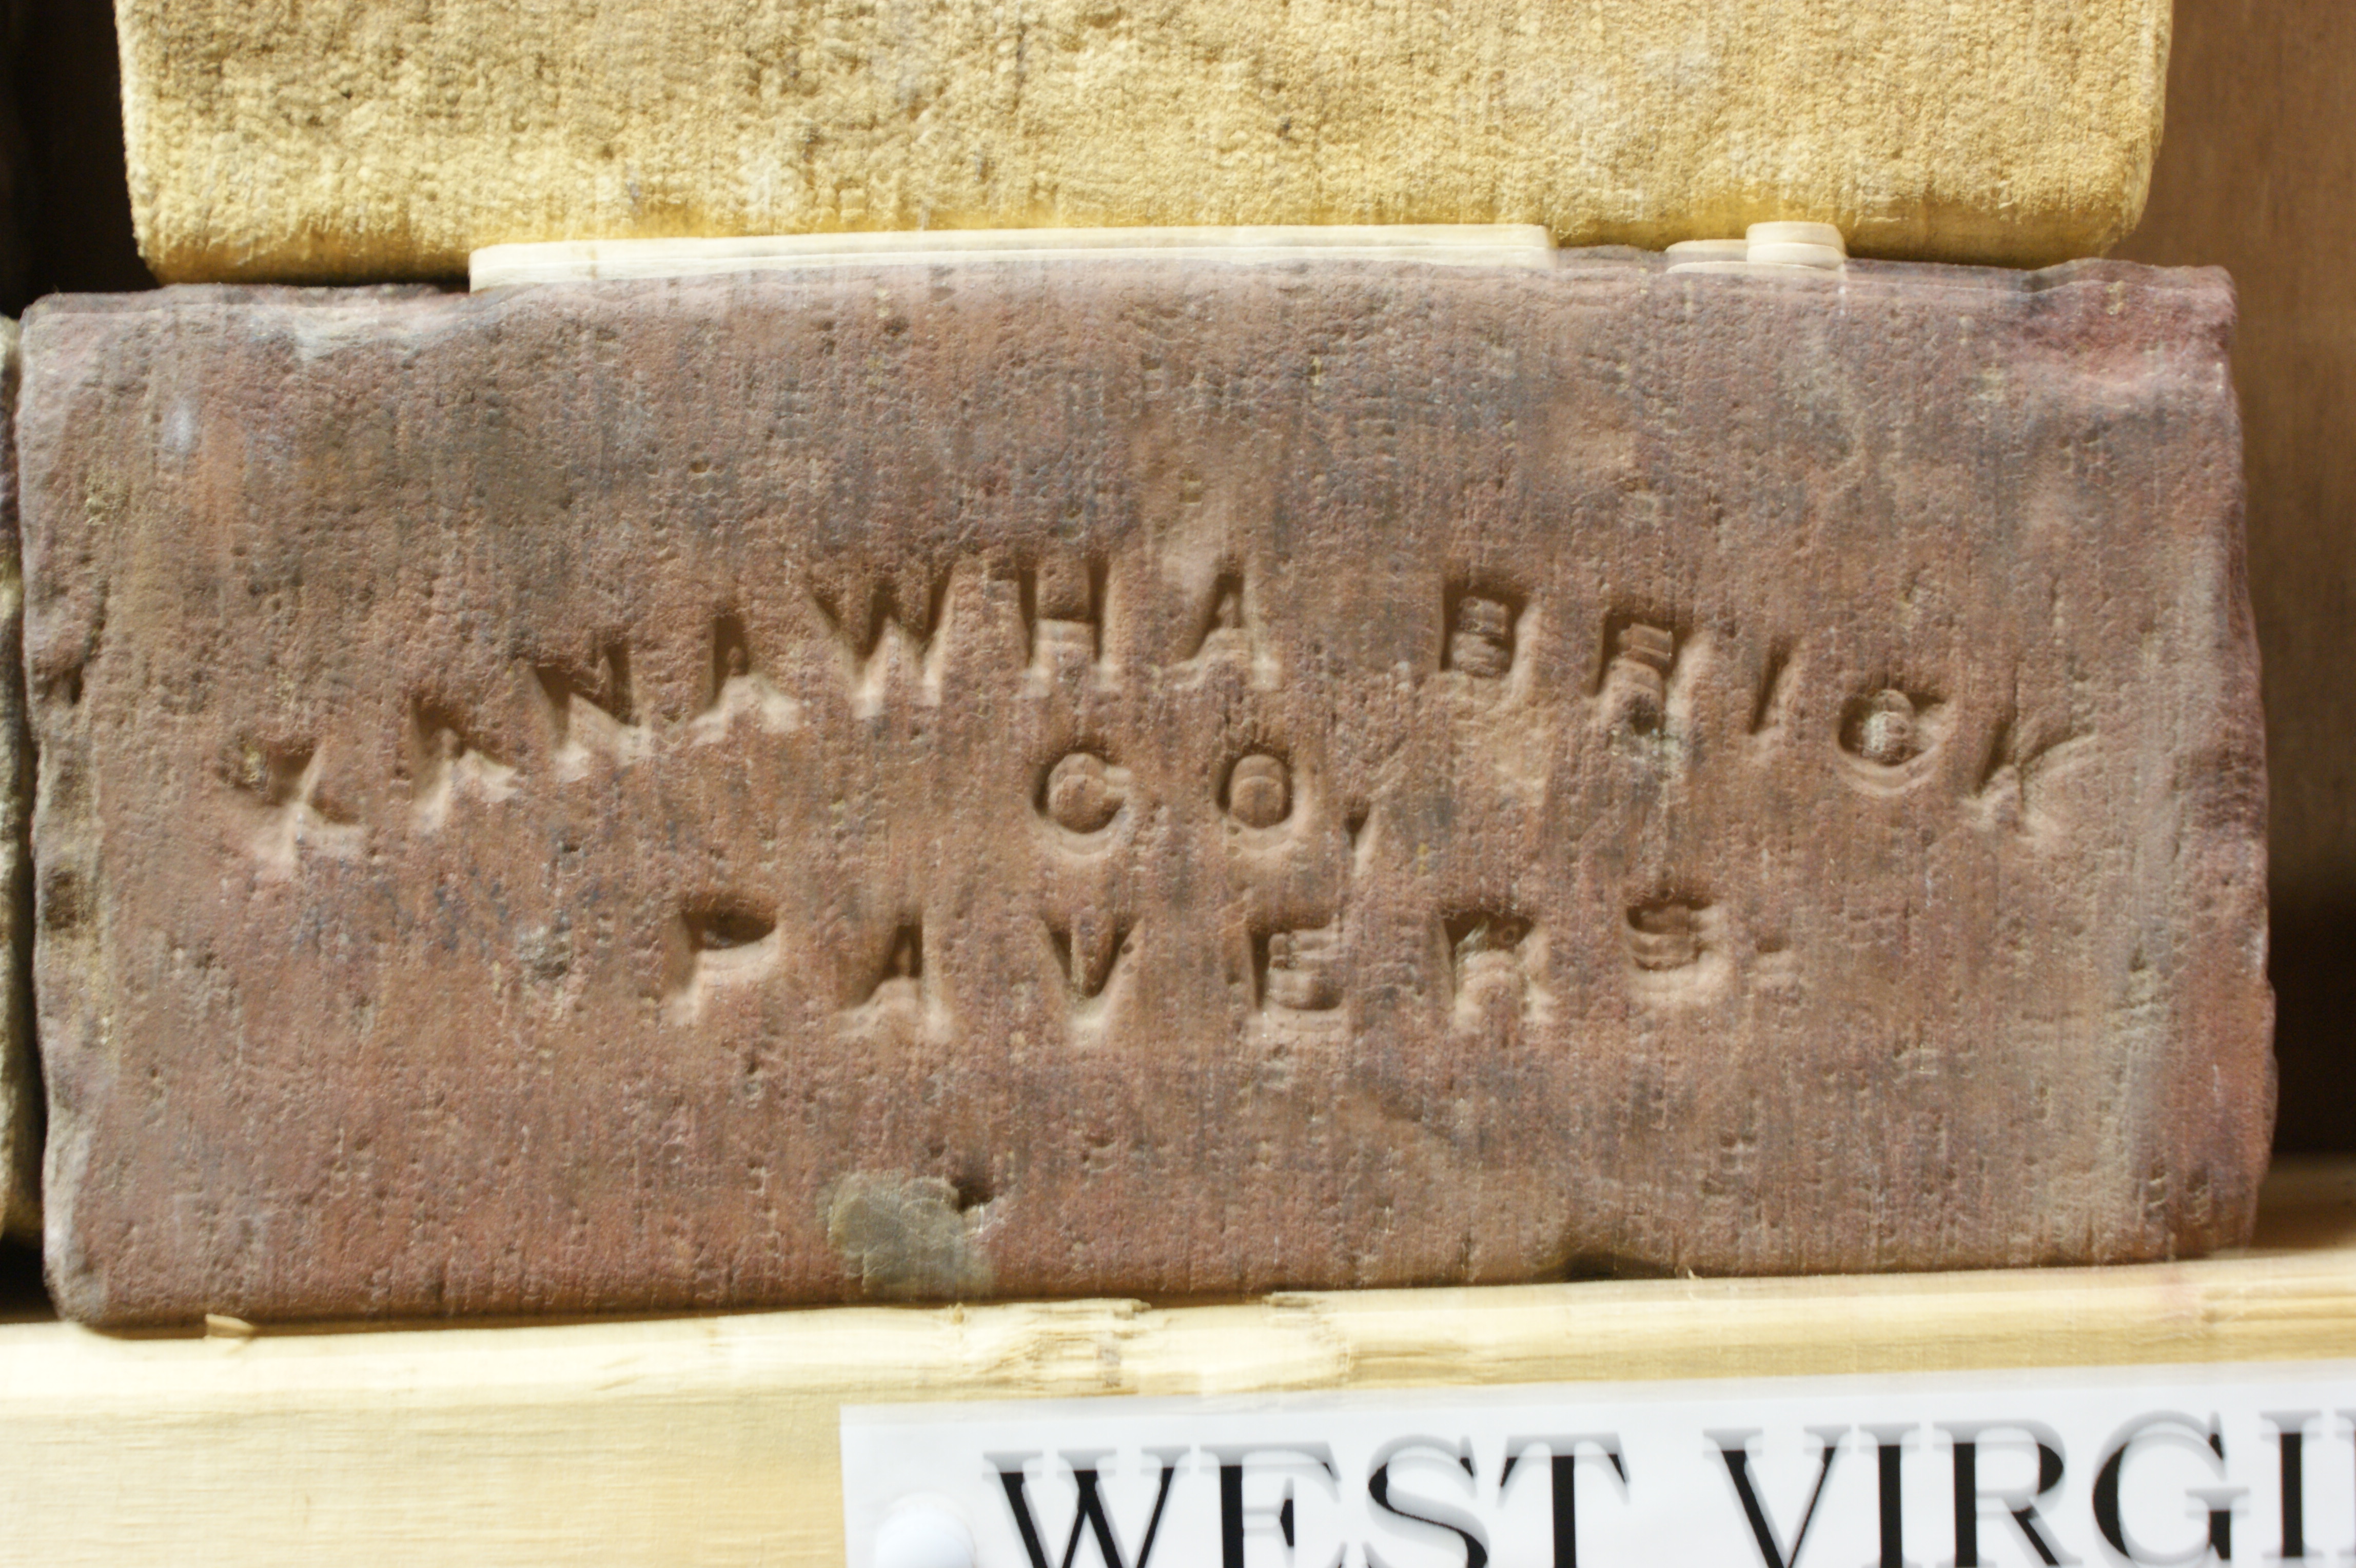 KANAWHA BRICK
CO.
PAVERS.
WEST VIRGI